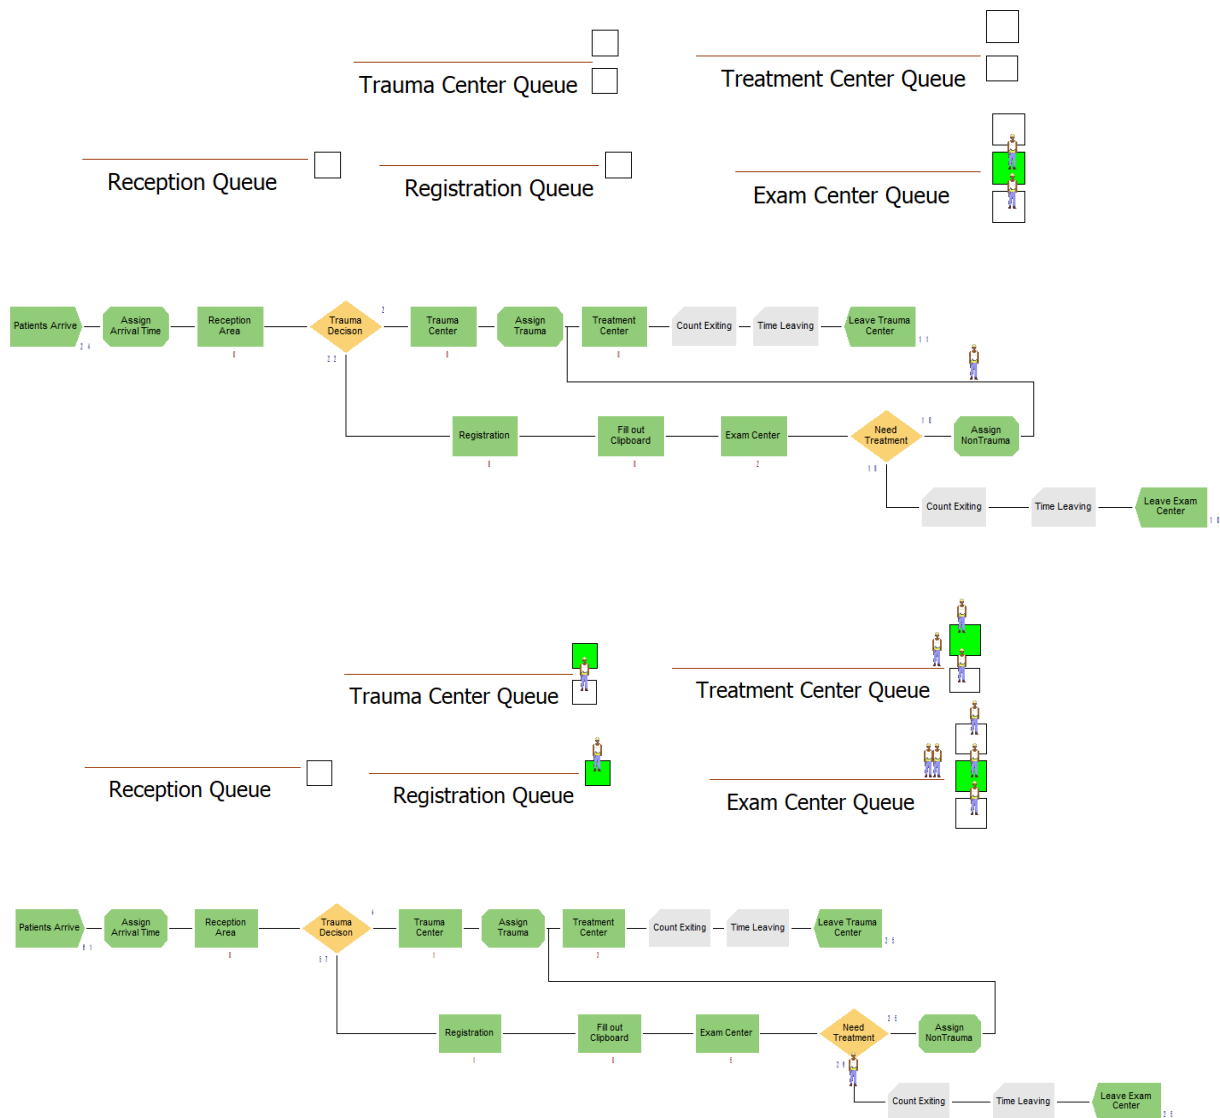 Trauma Center Queue
Treatment Center Queue
Reception Queue
Registration Queue
Exam Center Queue
Patients Arrive
Assign
Arrival Time
Reception
Area
Trauma
Decison
Trauma
Center
Assign
Trauma
Treatment
Center
Count Exiting
Time Leaving
Leave Trauma
Center
Registration
Fill out
Clipboard
Exam Center
Need
Treatment
Assign
NonTrauma
Count Exiting
Time Leaving
Leave Exam
Center
Trauma Center Queue
Treatment Center Queue
Reception Queue
Registration Queue
Exam Center Queue
Patients Arrive
Assign
Arrival Time
Reception
Area
Trauma
Decison
Trauma
Center
Assign
Trauma
Treatment
Center
Count Exiting
Time Leaving
Leave Trauma
Center
Registration
Fill out
Clipboard
Exam Center
Need
Treatment
Assign
NonTrauma
Count Exiting
Time Leaving
Leave Exam
Center